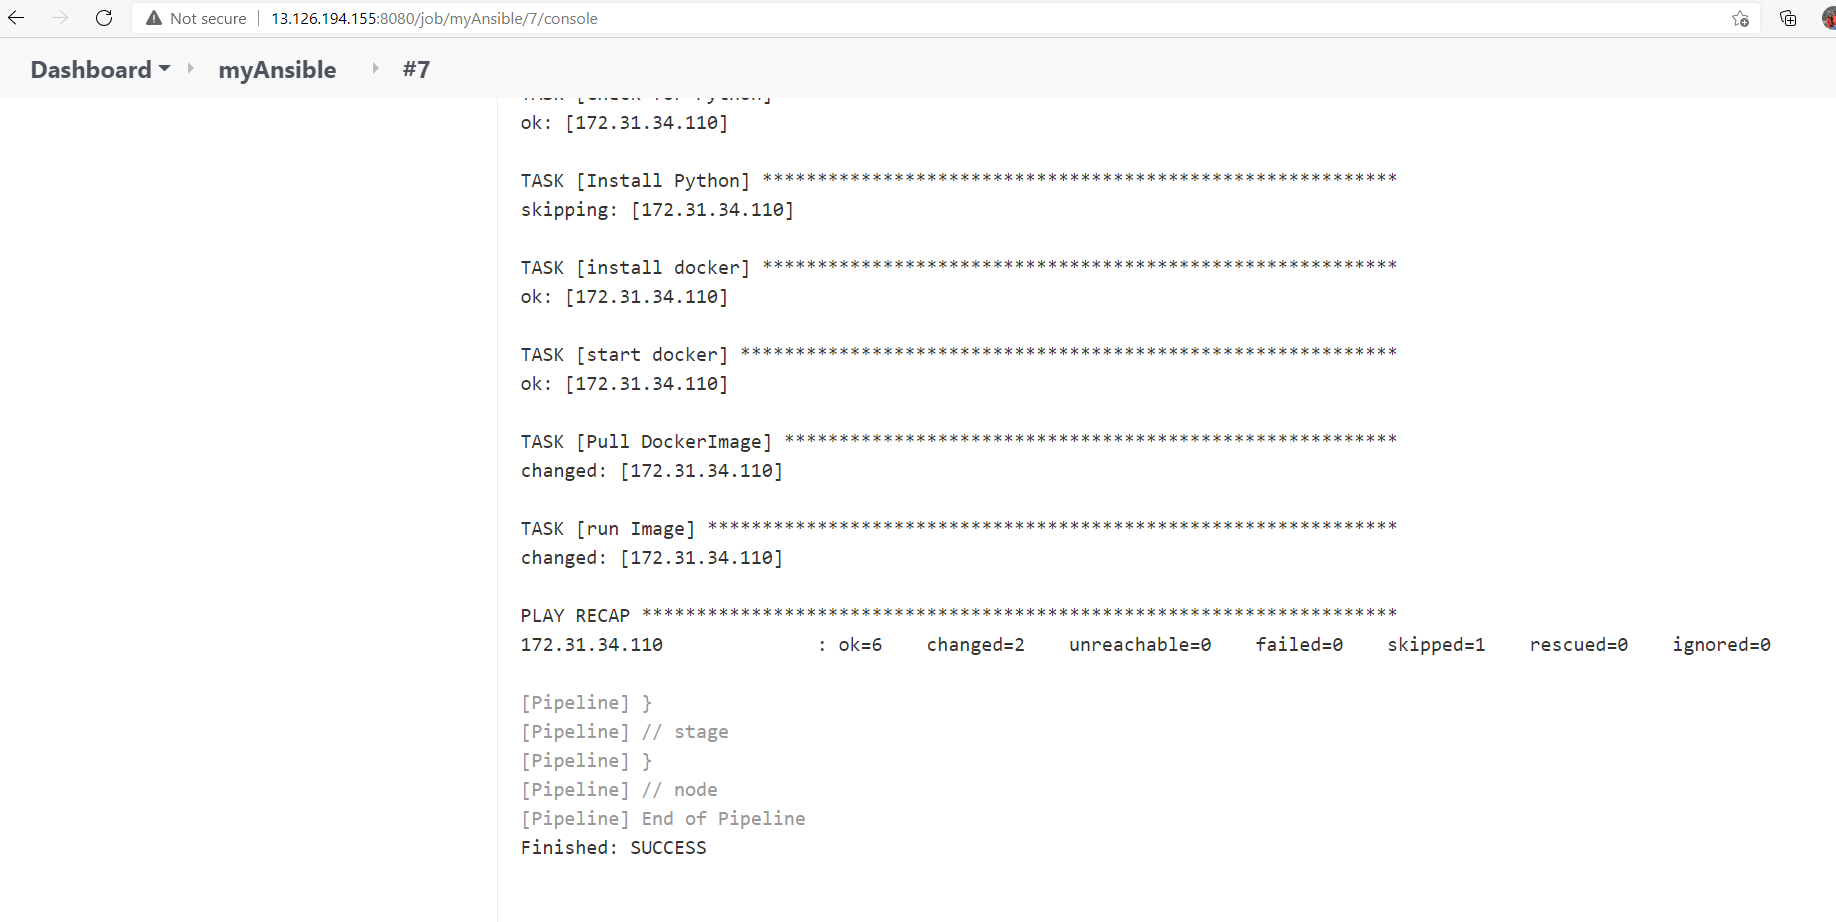 Not secure | 13.126.194.155:8080/job/myAnsible/7/console
Dashboard myAnsible #7
TASK [Check for Python]
ok: [172.31.34.110]
TASK [Install Python] **********************************************************
skipping: [172.31.34.110]
TASK [install docker] **********************************************************
ok: [172.31.34.110]
TASK [start docker] ************************************************************
ok: [172.31.34.110]
TASK [Pull DockerImage] ********************************************************
changed: [172.31.34.110]
TASK [run Image] ***************************************************************
changed: [172.31.34.110]
PLAY RECAP *********************************************************************
172.31.34.110              : ok=6    changed=2    unreachable=0    failed=0    skipped=1    rescued=0    ignored=0
[Pipeline] }
[Pipeline] // stage
[Pipeline] }
[Pipeline] // node
[Pipeline] End of Pipeline
Finished: SUCCESS